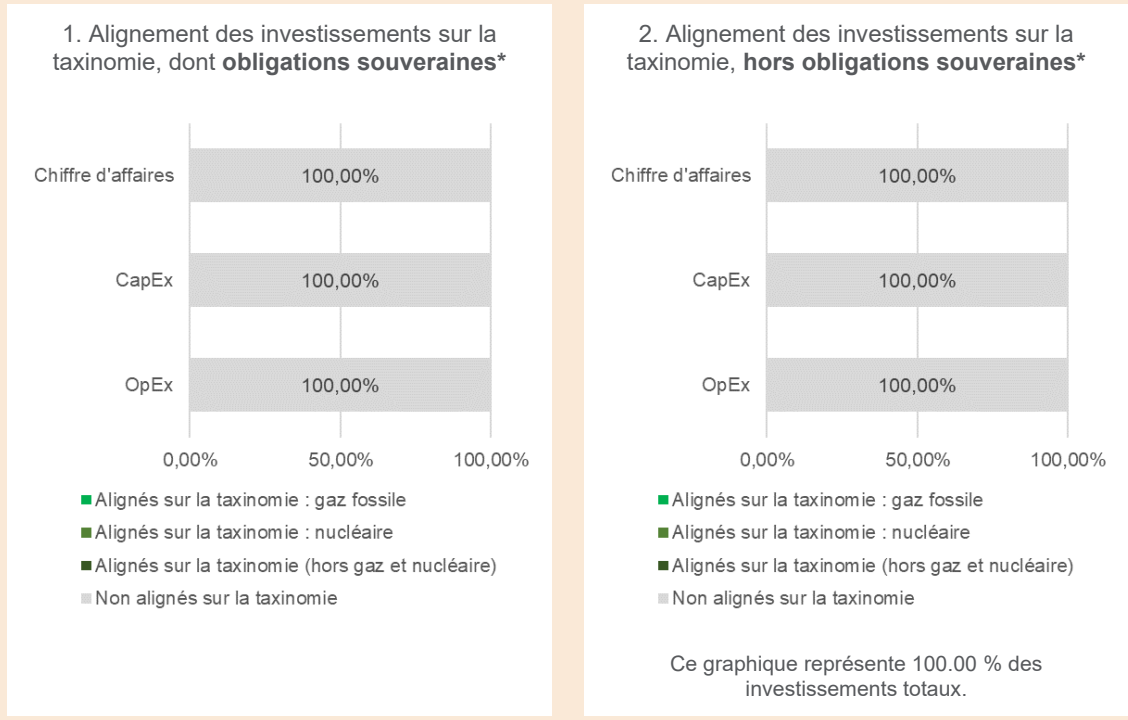 1. Alignement des investissements sur la
taxinomie, dont obligations souveraines*
Chiffre d'affaires
100,00%
CapEx
100,00%
OpEx
100,00%
0,00%
50,00%
100,00%
Alignés sur la taxinomie : gaz fossile
Alignés sur la taxinomie : nucléaire
Alignés sur la taxinomie (hors gaz et nucléaire)
Non alignés sur la taxinomie
2. Alignement des investissements sur la
taxinomie, hors obligations souveraines*
Chiffre d'affaires
100,00%
CapEx
100,00%
OpEx
100,00%
0,00%
50,00%
100,00%
Alignés sur la taxinomie : gaz fossile
Alignés sur la taxinomie : nucléaire
Alignés sur la taxinomie (hors gaz et nucléaire)
Non alignés sur la taxinomie
Ce graphique représente 100.00 % des
investissements totaux.